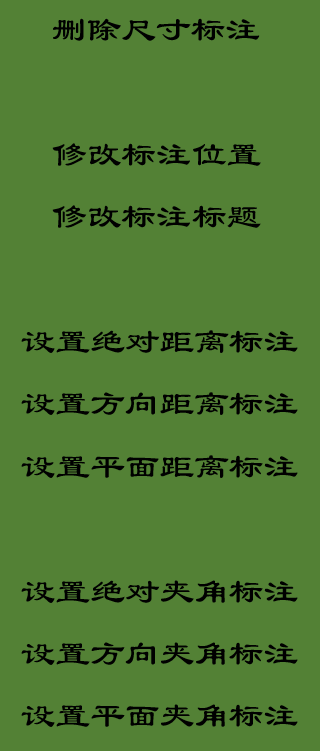 删除尺寸标注
修改标注位置
修改标注标题
设置绝对距离标注
设置方向距离标注
设置平面距离标注
设置绝对夹角标注
设置方向夹角标注
设置平面夹角标注